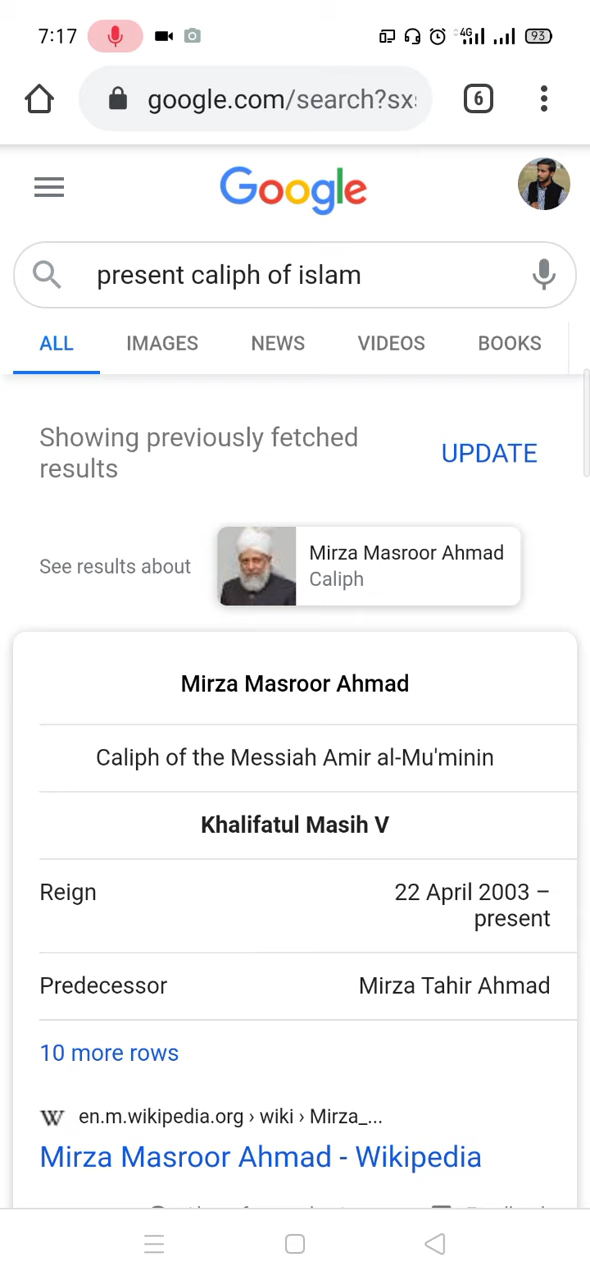 7:17
4G
93
google.com/search?sx
6
Google
present caliph of islam
ALL IMAGES NEWS VIDEOS BOOKS
Showing previously fetched
results
UPDATE
See results about
Mirza Masroor Ahmad
Caliph
Mirza Masroor Ahmad
Caliph of the Messiah Amir al-Mu'minin
Khalifatul Masih V
Reign 22 April 2003 –
present
Predecessor Mirza Tahir Ahmad
10 more rows
W en.m.wikipedia.org › wiki › Mirza_...
Mirza Masroor Ahmad - Wikipedia